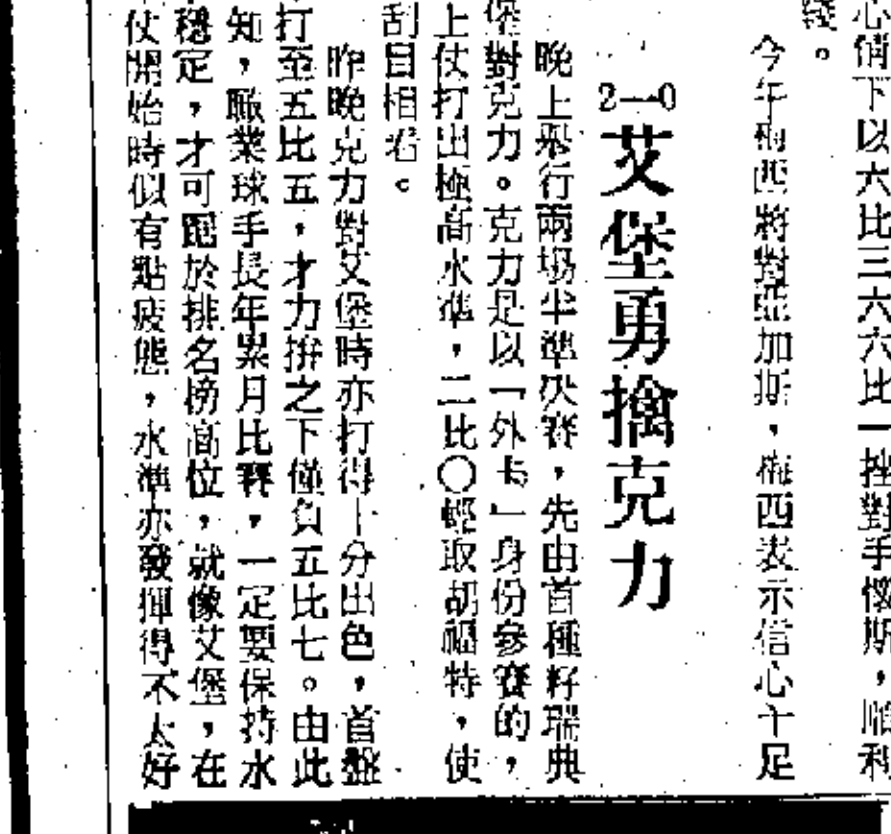 心情下以六比三六六比一挫對手懷斯，順利
綫。
今年梅西將對亞加斯，梅西表示信心十足
2—0艾堡勇擒克力
晚上舉行兩場半準决賽，先由首種籽瑞典
堡對克力。克力是以「外卡」身份參賽的，
上仗打出極高水準，二比〇輕取胡福特，使
刮目相看。
昨晚克力對艾堡時亦打得十分出色，首盤
打至五比五，才力拚之下僅負五比七。由此
知，職業球手長年累月比賽，一定要保持水
穩定，才可躋於排名榜高位，就像艾堡，在
仗開始時似有點疲態，水準亦發揮得不太好